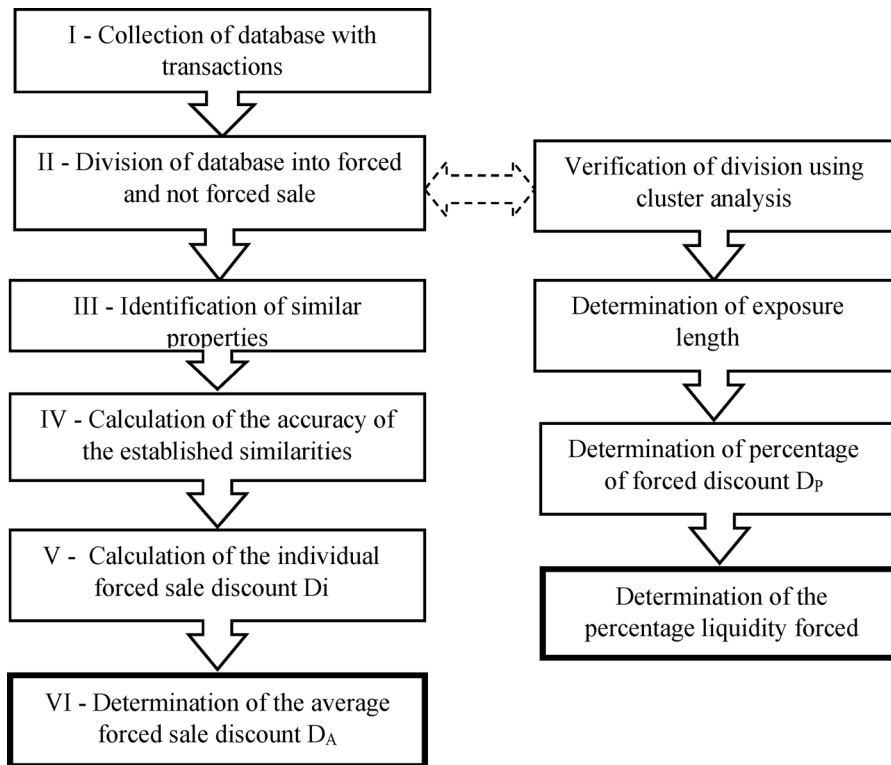 I - Collection of database with
transactions
II - Division of database into forced
and not forced sale
III - Identification of similar
properties
IV - Calculation of the accuracy of
the established similarities
V - Calculation of the individual
forced sale discount Di
VI - Determination of the average
forced sale discount DA
Verification of division using
cluster analysis
Determination of exposure
length
Determination of percentage
of forced discount DP
Determination of the
percentage liquidity forced